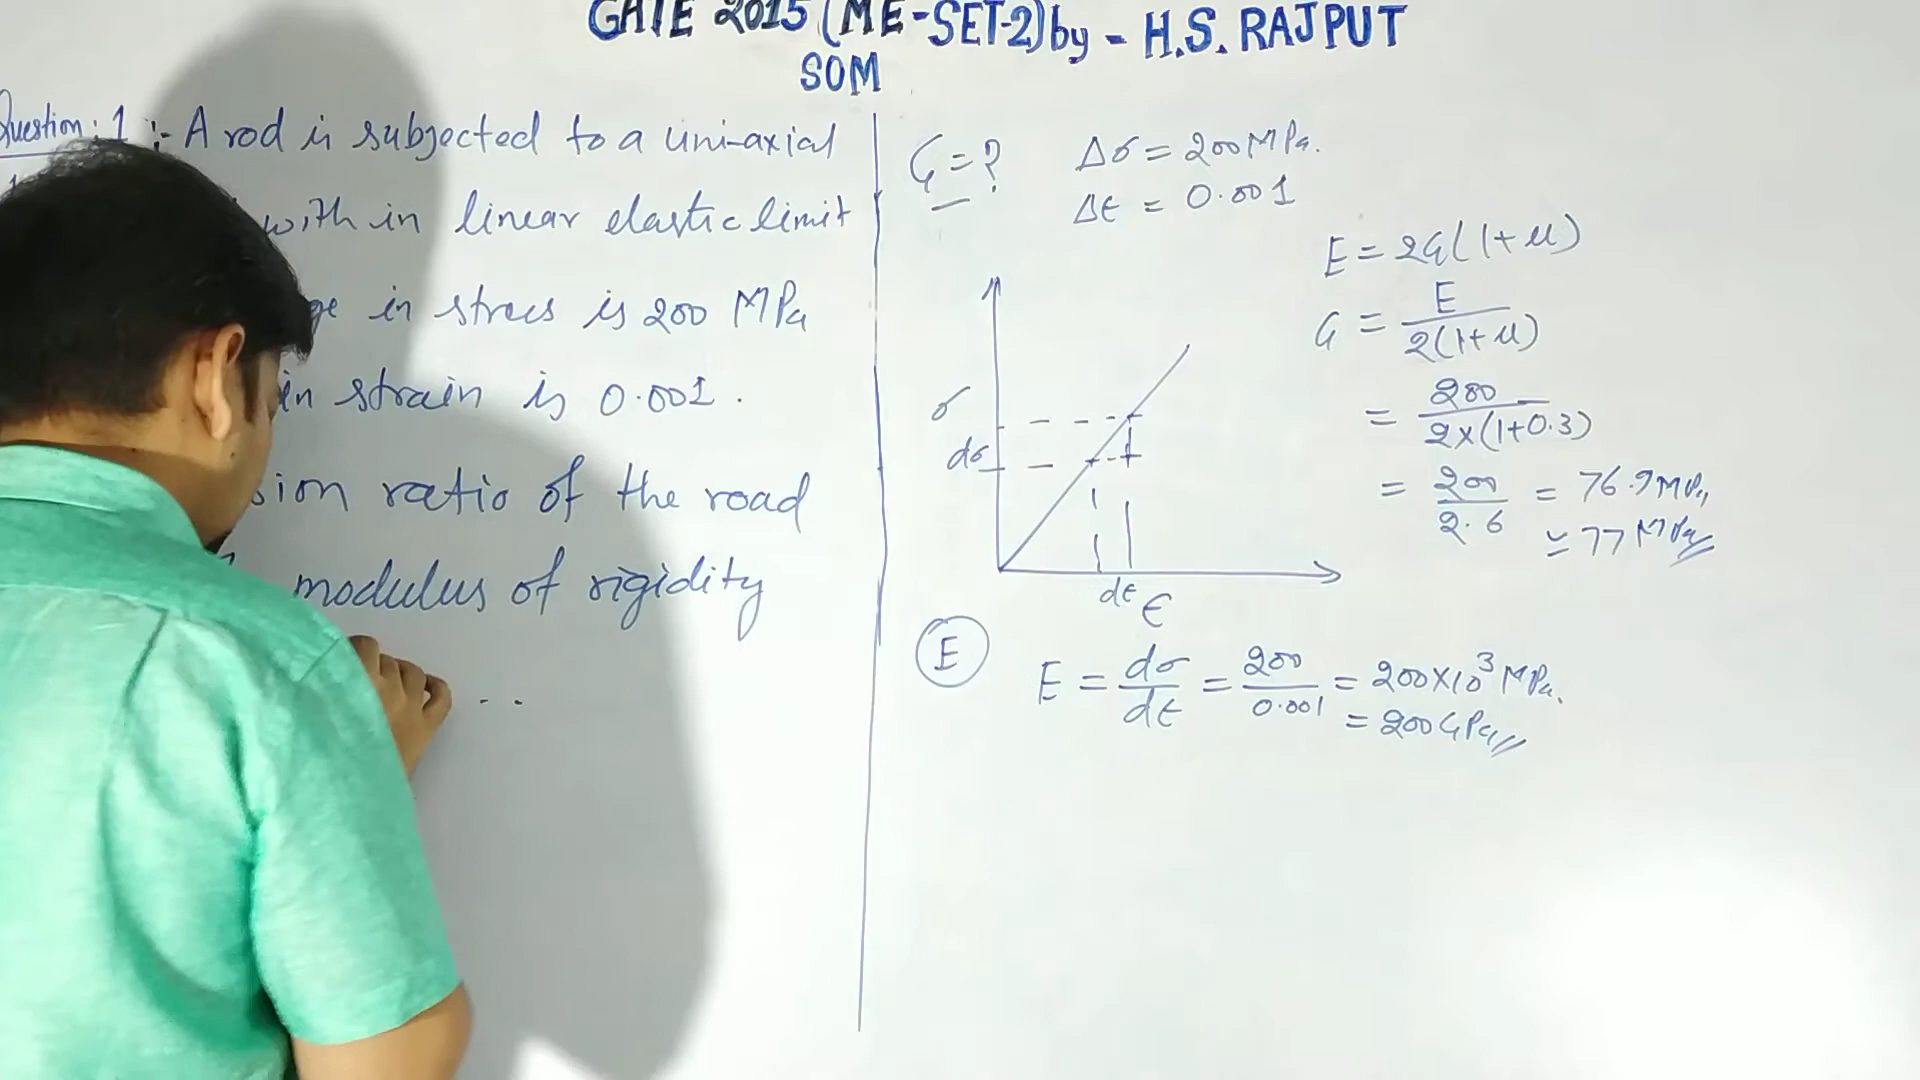 GATE 2015 (ME-SET-2) by - H.S. RAJPUT
SOM
Question: 1 :- A rod is subjected to a uni-axial
with in linear elastic limit
in stress is 200 MPa
in strain is 0.001.
ratio of the road
modulus of rigidity
G = ?
Δσ = 200 MPa.
Δϵ = 0.001
E = 2G(1+μ)
G = E / 2(1+μ)
= 200 / 2×(1+0.3)
= 200 / 2.6 = 76.9 MPa
≃ 77 MPa
σ
dσ
dϵ
ϵ
E
E = dσ/dϵ = 200/0.001 = 200×10³ MPa.
= 200 GPa